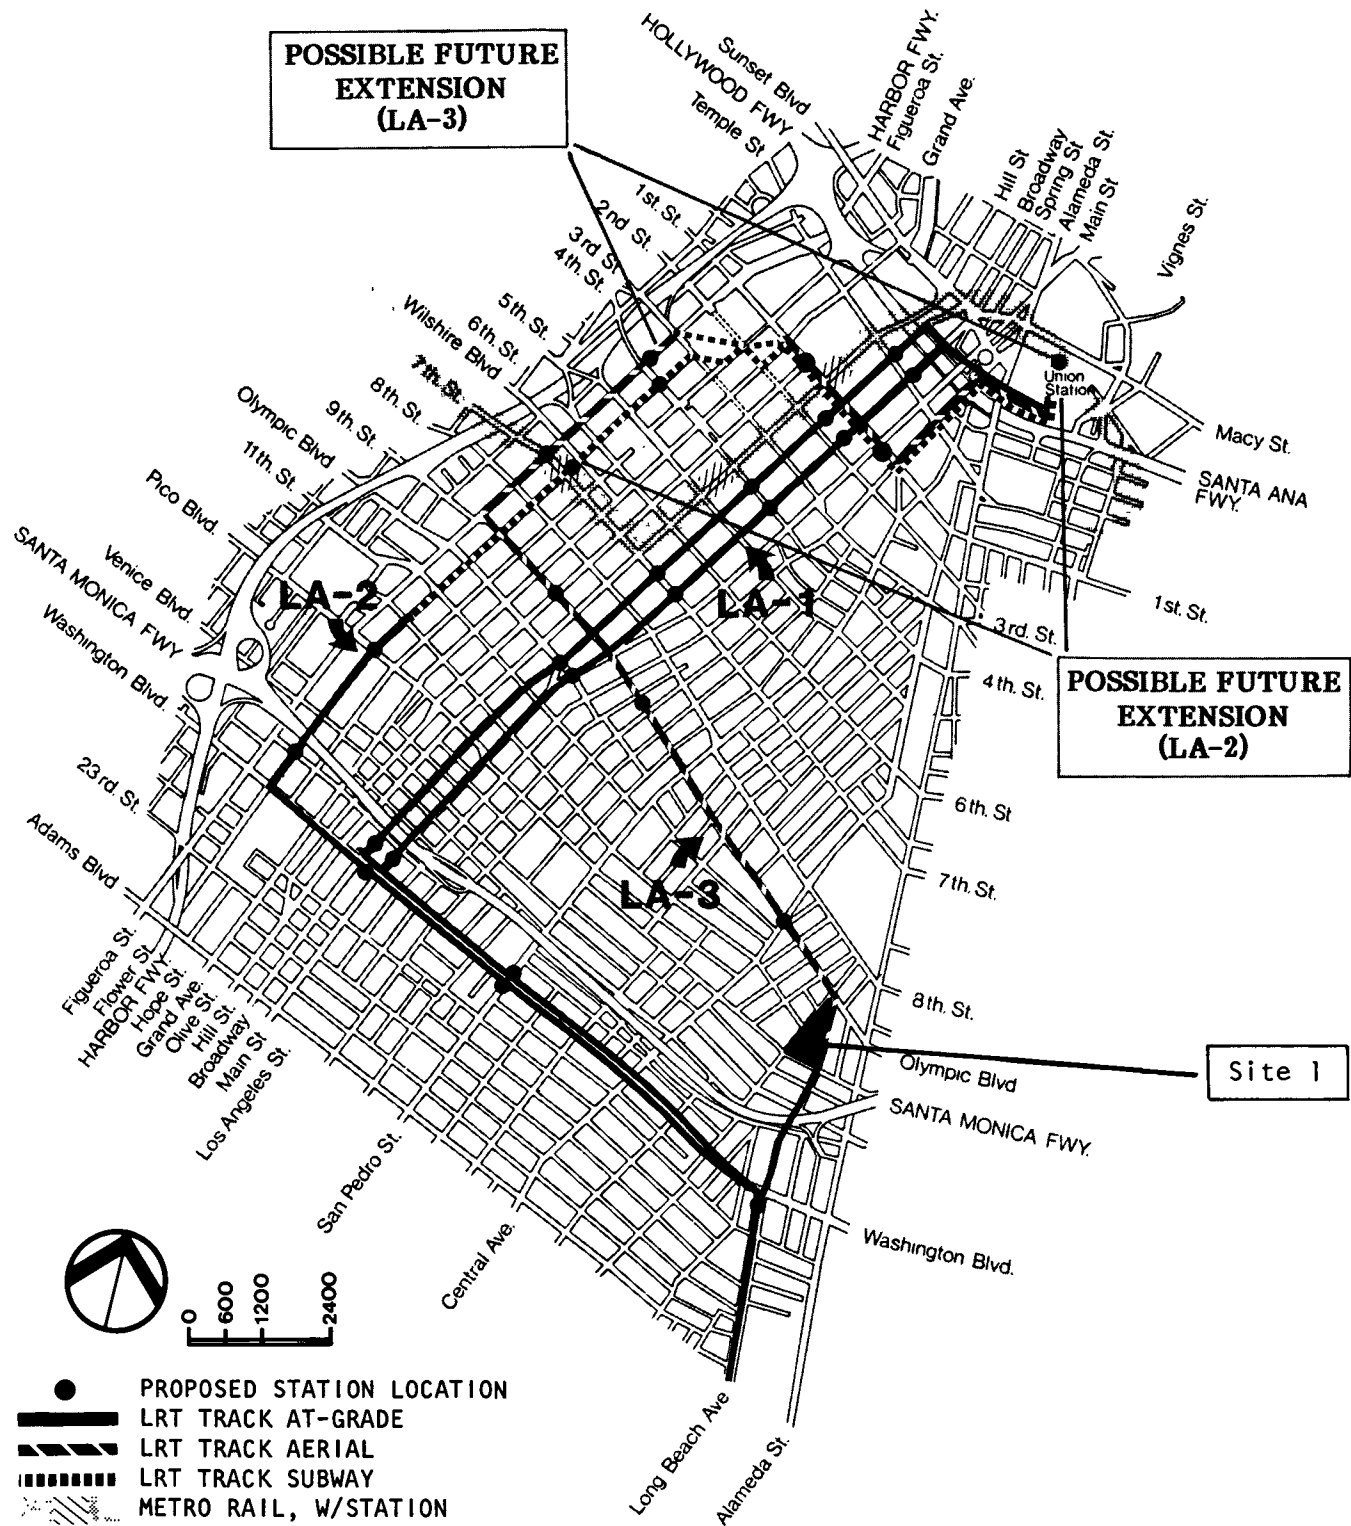 POSSIBLE FUTURE
EXTENSION
(LA-3)
Sunset Blvd
HOLLYWOOD FWY
Temple St
HARBOR FWY.
Figueroa St.
Grand Ave.
Hill St
Broadway
Spring St
Alameda St.
Main St
Vignes St.
1st. St.
2nd St.
3rd St
4th. St.
5th. St.
6th. St.
Wilshire Blvd
7th. St.
8th. St.
9th. St.
Olympic Blvd
11th. St.
Pico Blvd.
Venice Blvd.
SANTA MONICA FWY
Washington Blvd.
23rd. St.
Adams Blvd
Union
Station
Macy St.
SANTA ANA
FWY.
1st. St.
3rd. St.
4th. St.
POSSIBLE FUTURE
EXTENSION
(LA-2)
LA-2
LA-1
LA-3
6th. St
7th. St.
8th. St.
Olympic Blvd
Site 1
SANTA MONICA FWY.
Washington Blvd.
Figueroa St.
Flower St.
HARBOR FWY.
Hope St.
Grand Ave.
Olive St.
Hill St.
Broadway
Main St
Los Angeles St.
San Pedro St.
Central Ave.
Long Beach Ave
Alameda St.
0 600 1200 2400
PROPOSED STATION LOCATION
LRT TRACK AT-GRADE
LRT TRACK AERIAL
LRT TRACK SUBWAY
METRO RAIL, W/STATION